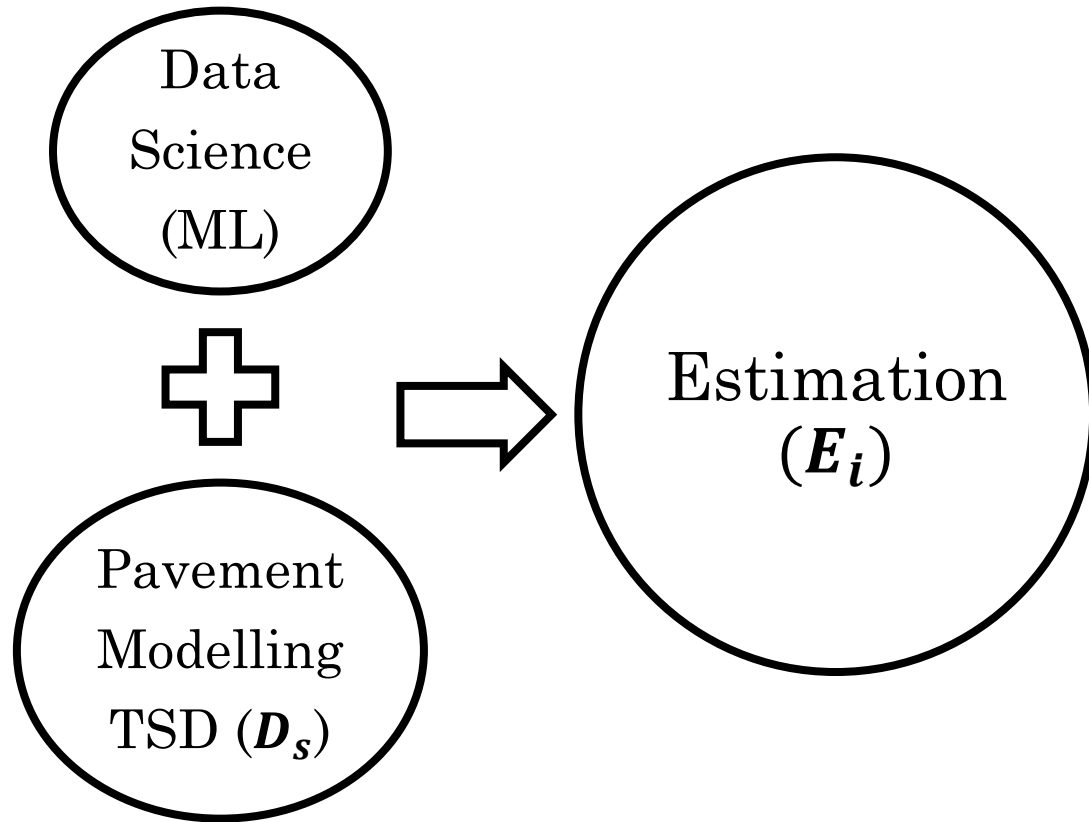 Data
Science
(ML)
Pavement
Modelling
TSD (Dₛ)
Estimation
(Eᵢ)